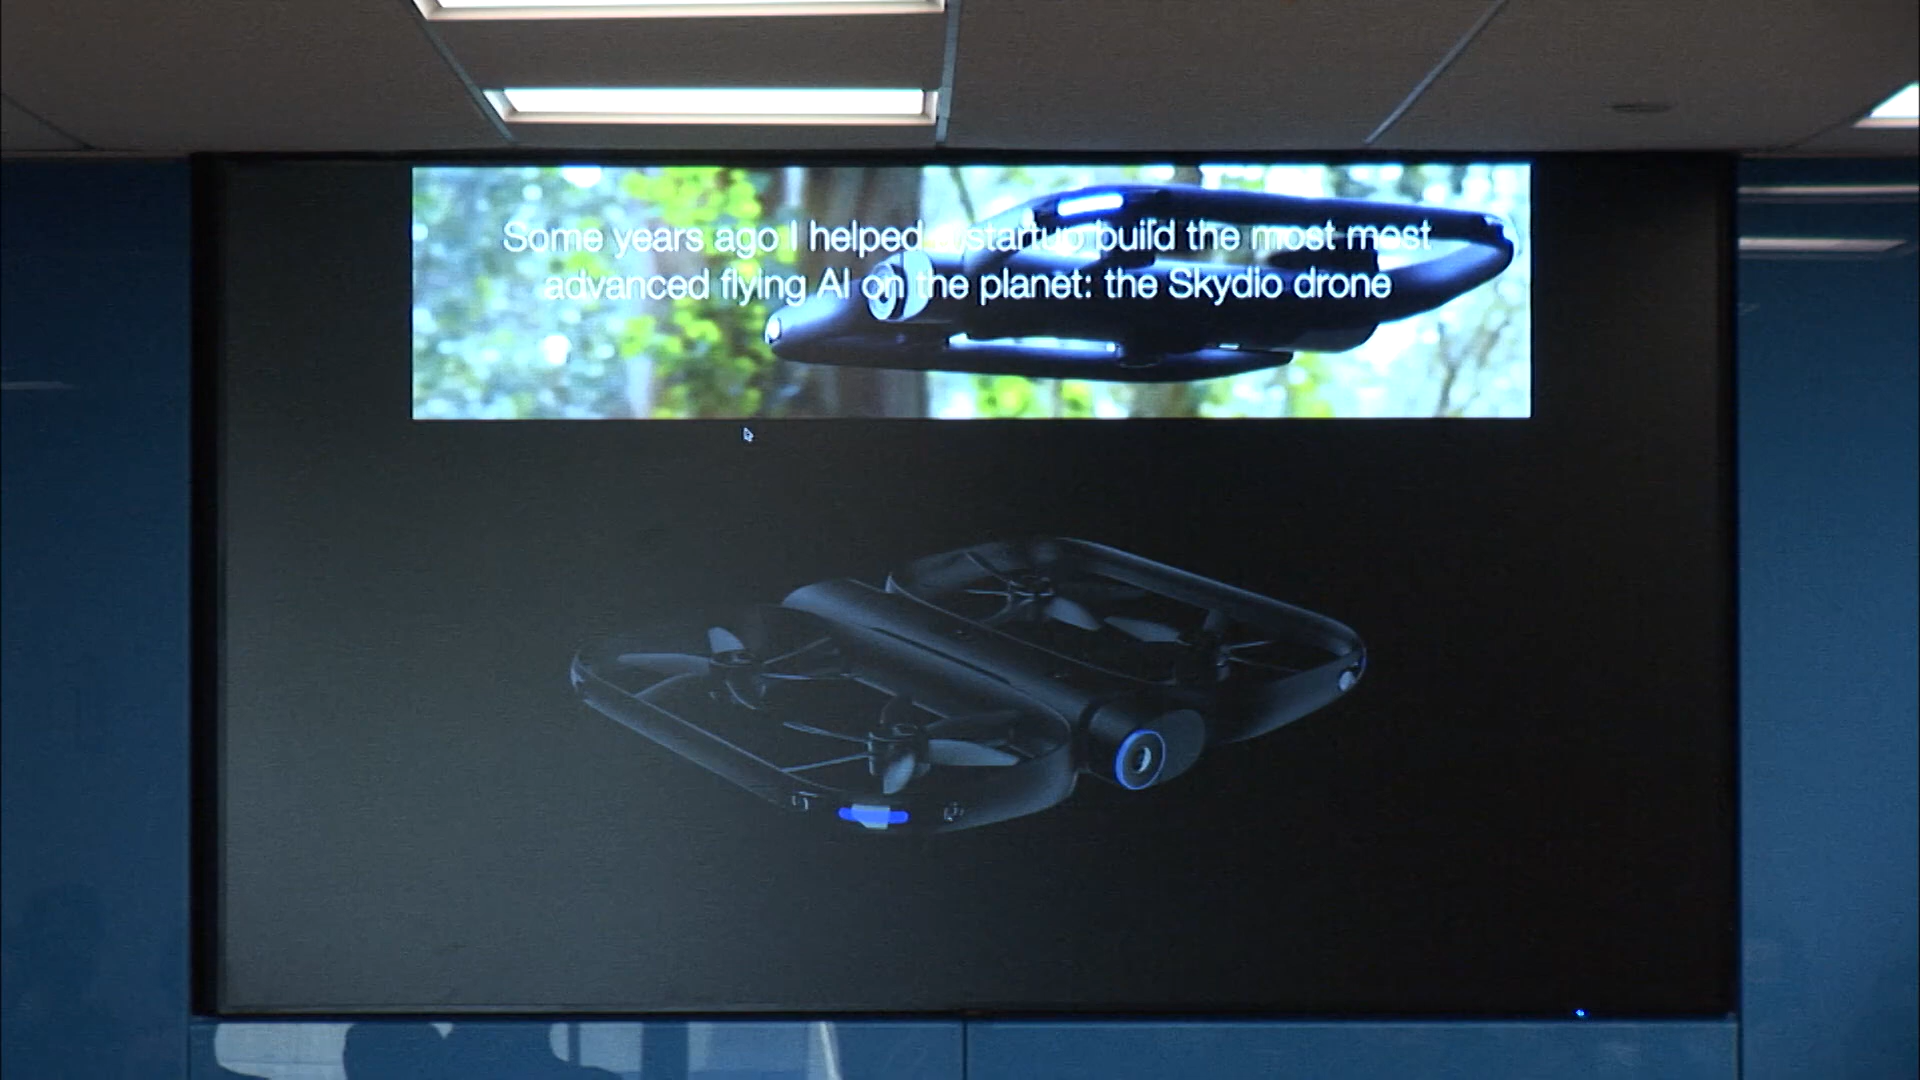 Some years ago I helped a startup build the most most
advanced flying AI on the planet: the Skydio drone